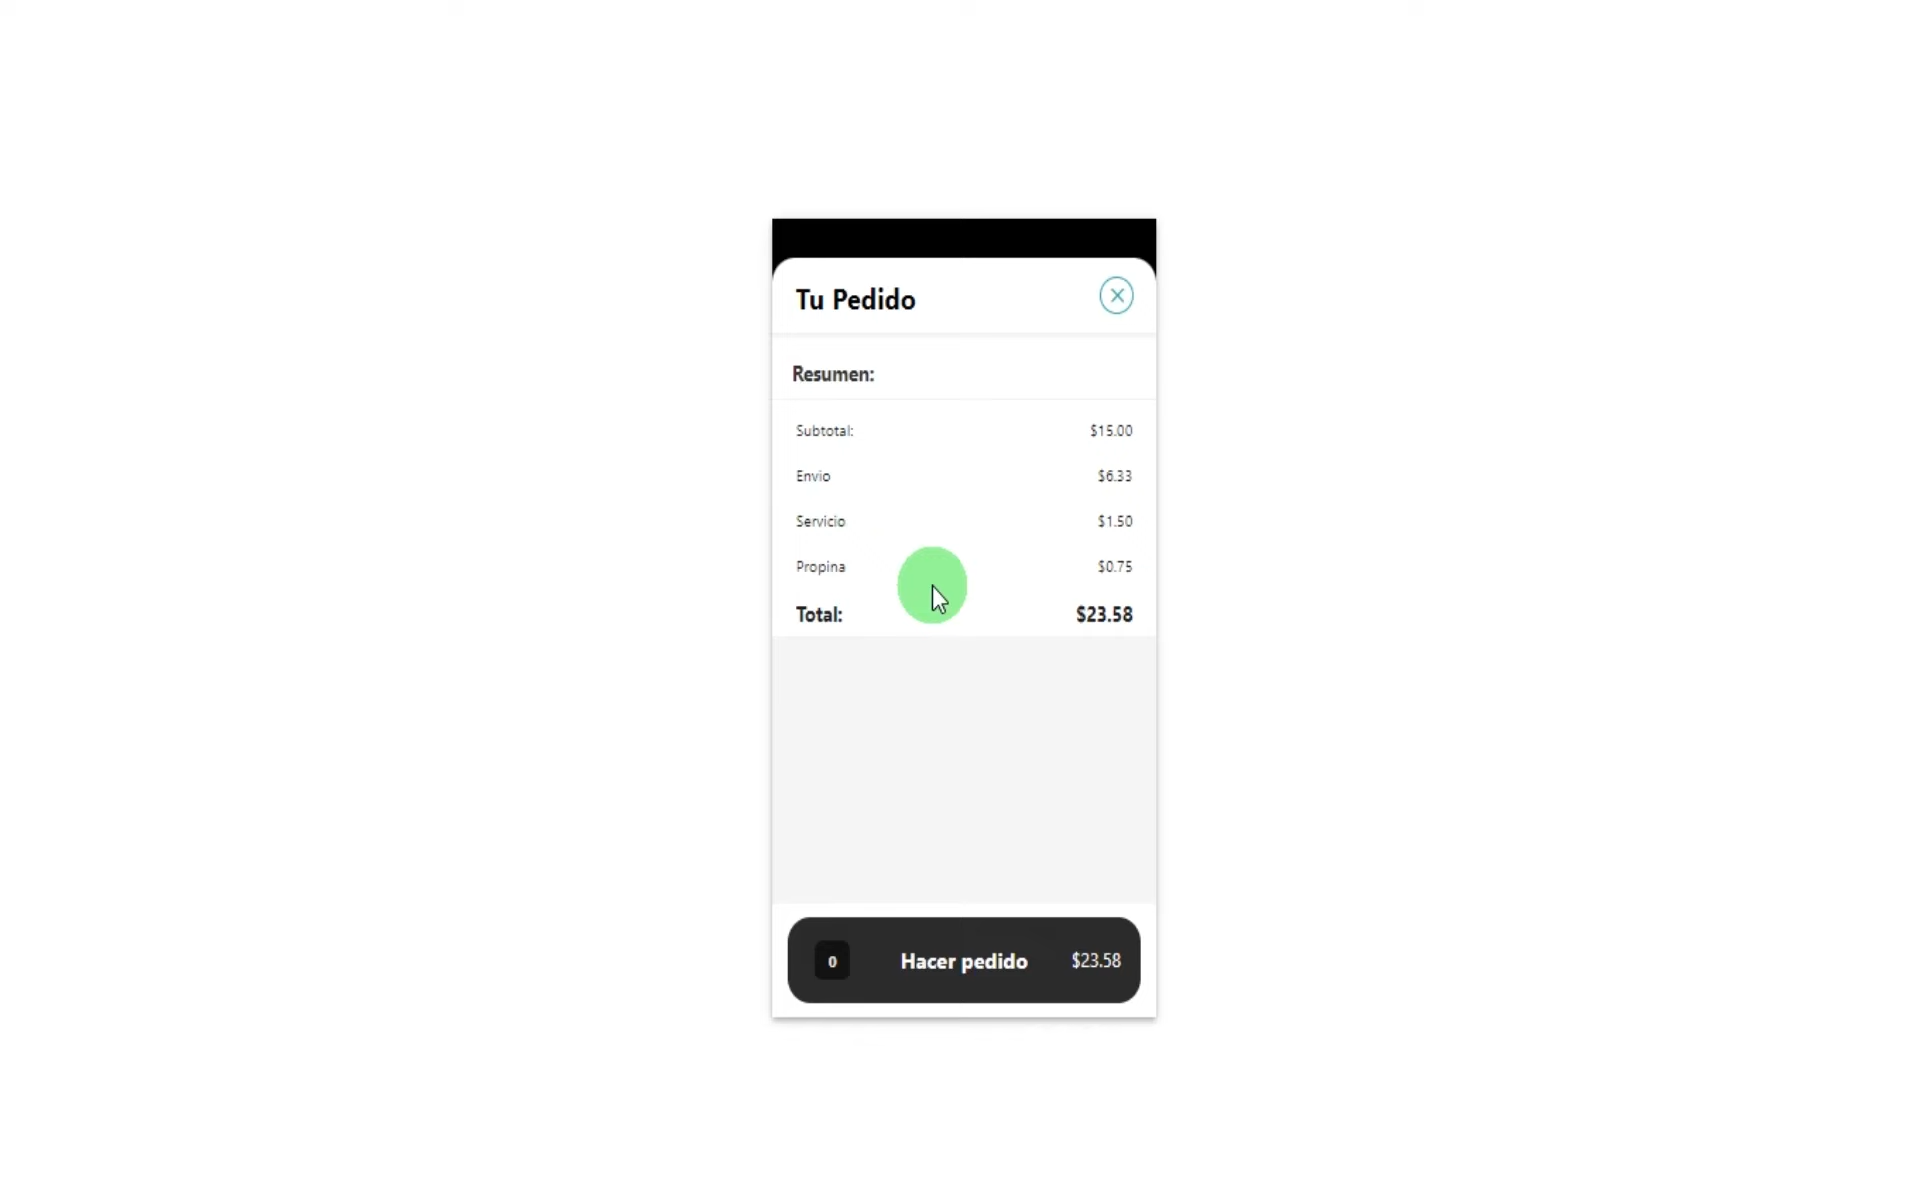 Tu Pedido
Resumen:
Subtotal: $15.00
Envio $6.33
Servicio $1.50
Propina $0.75
Total: $23.58
0 Hacer pedido $23.58